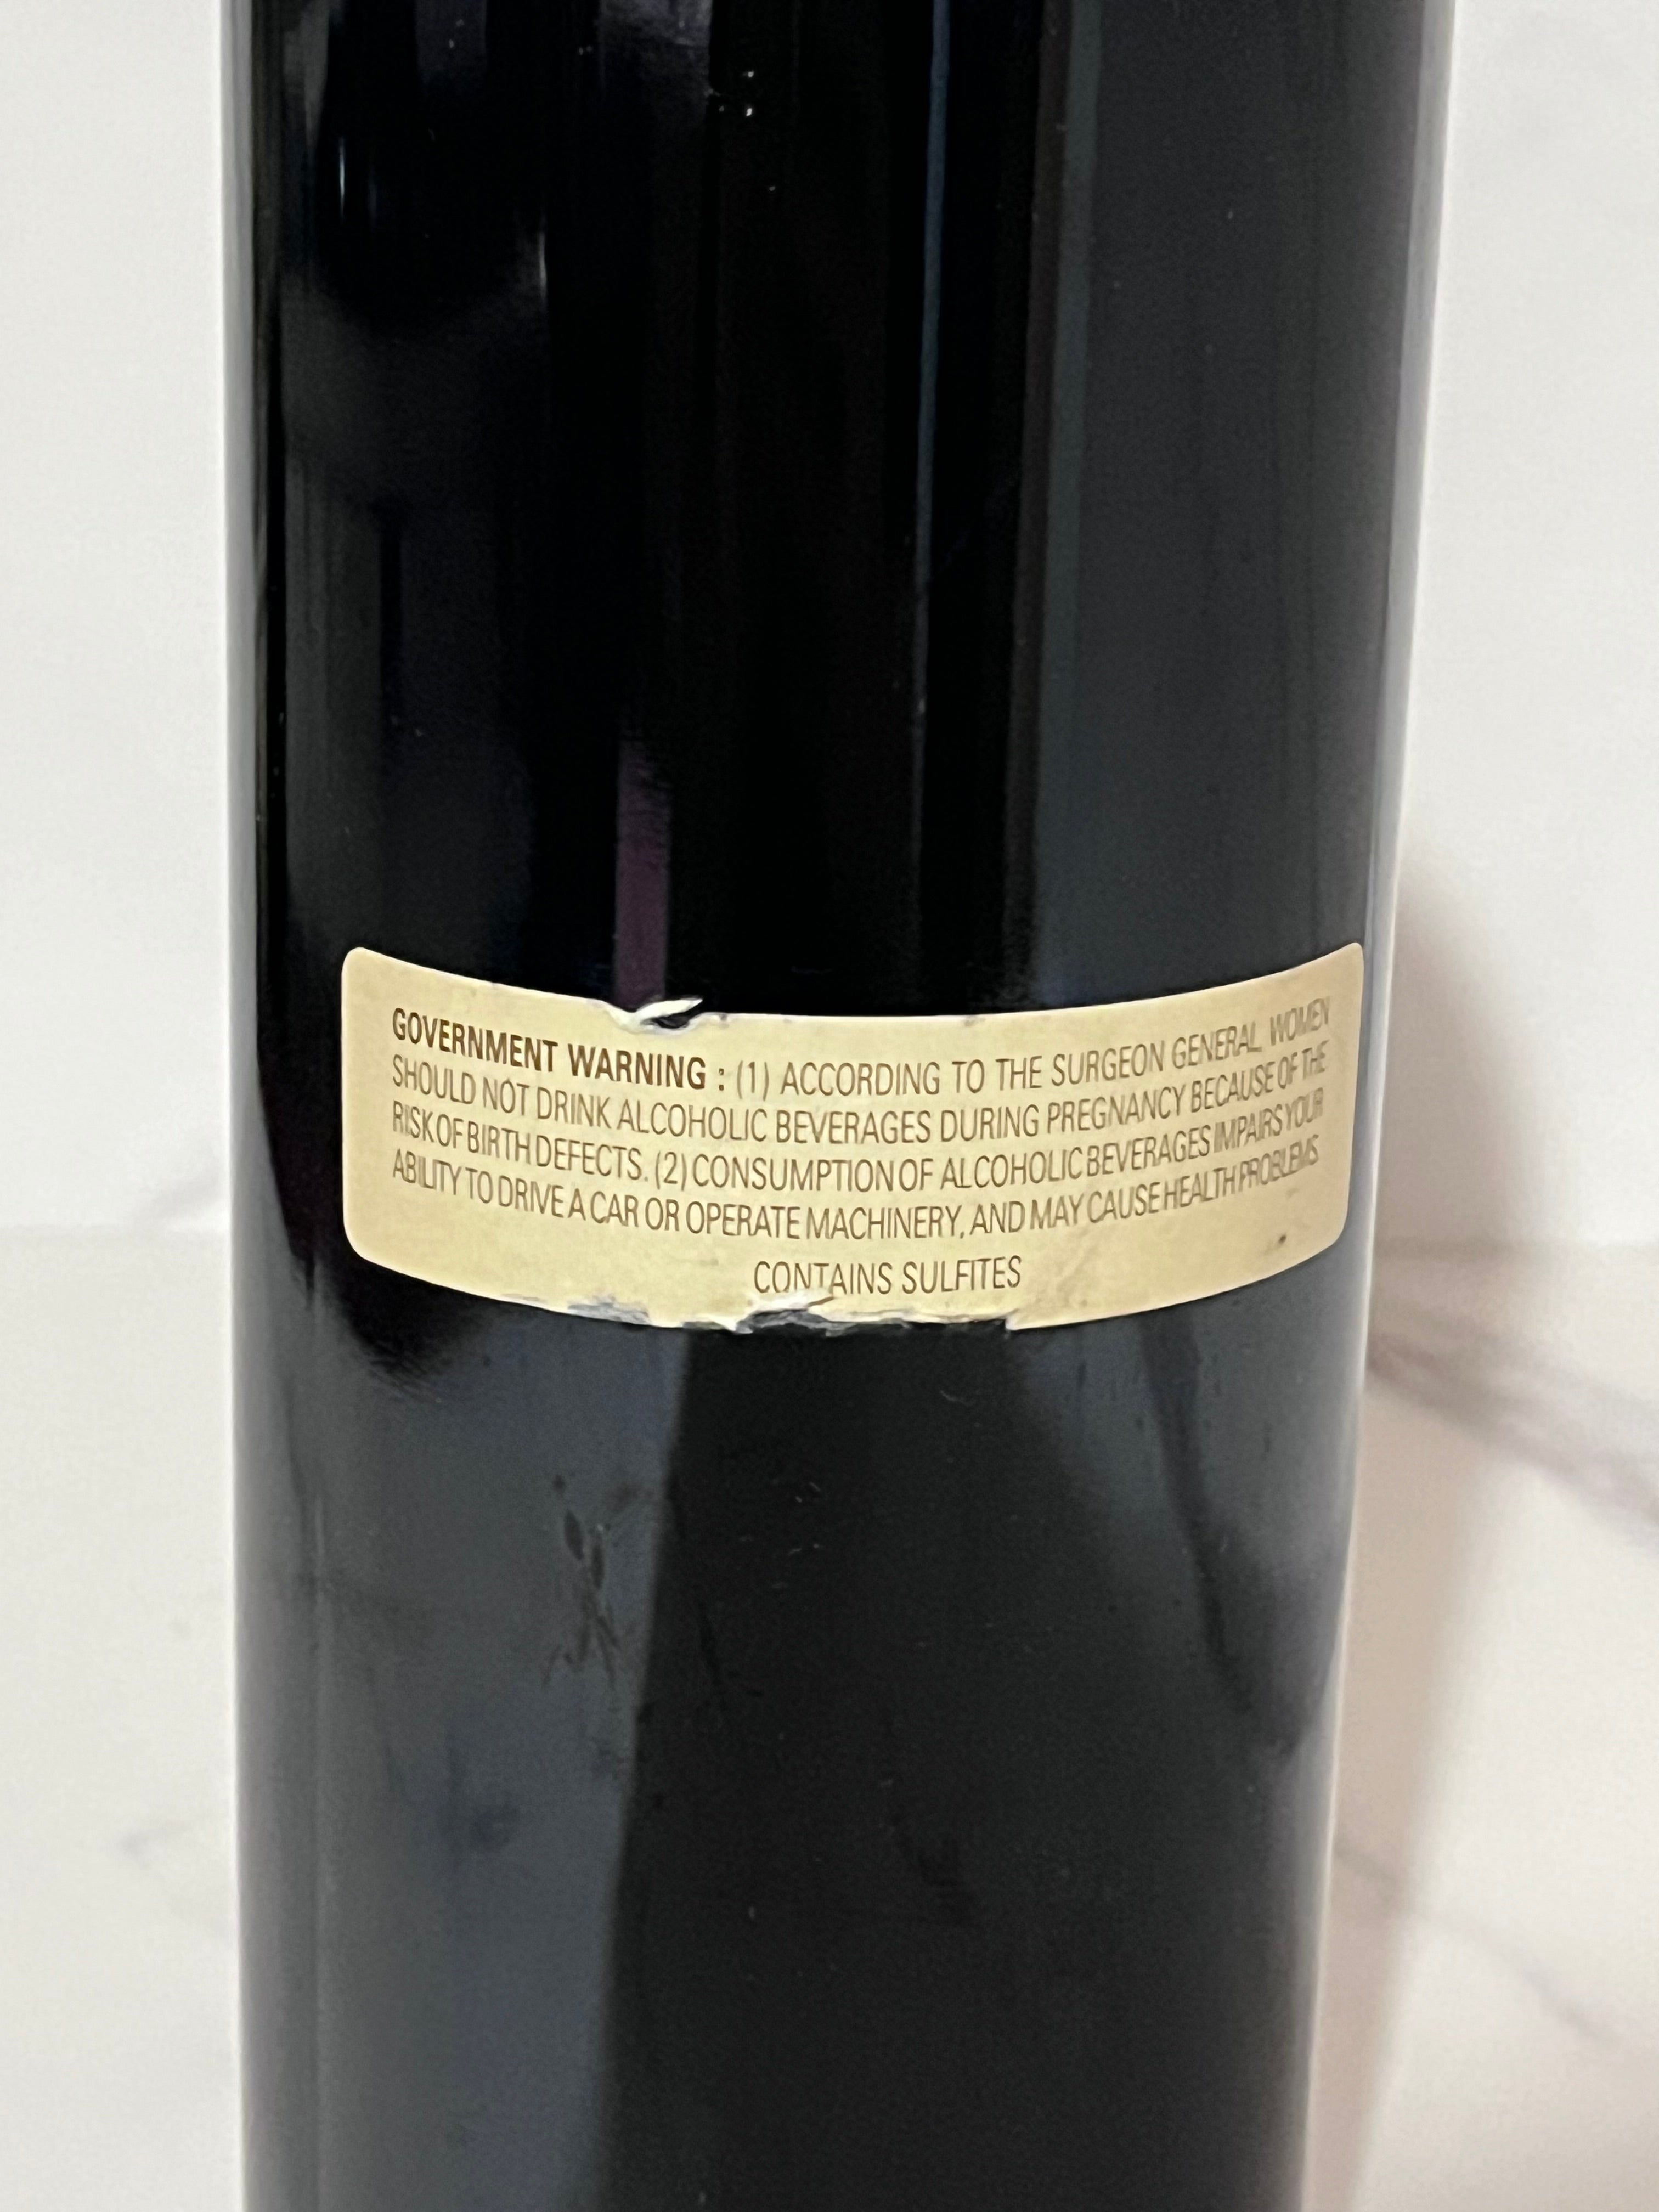 GOVERNMENT WARNING : (1) ACCORDING TO THE SURGEON GENERAL, WOMEN
SHOULD NOT DRINK ALCOHOLIC BEVERAGES DURING PREGNANCY BECAUSE OF THE
RISK OF BIRTH DEFECTS. (2) CONSUMPTION OF ALCOHOLIC BEVERAGES IMPAIRS YOUR
ABILITY TO DRIVE A CAR OR OPERATE MACHINERY, AND MAY CAUSE HEALTH PROBLEMS.
CONTAINS SULFITES